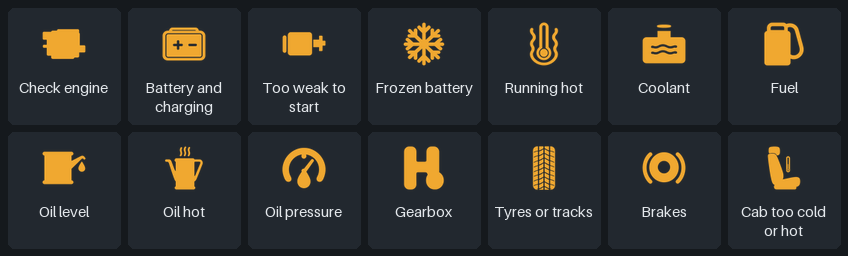 Check engine
Battery and
charging
Too weak to
start
Frozen battery
Running hot
Coolant
Fuel
Oil level
Oil hot
Oil pressure
Gearbox
Tyres or tracks
Brakes
Cab too cold
or hot